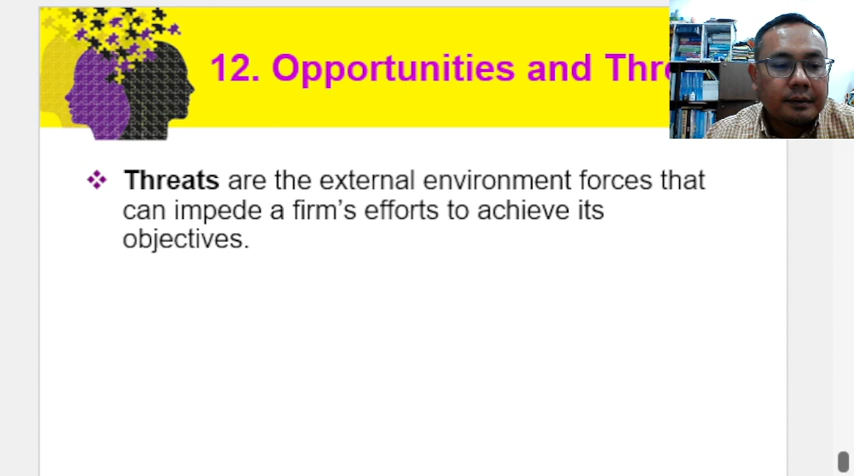 12. Opportunities and Thre
Threats are the external environment forces that
can impede a firm's efforts to achieve its
objectives.